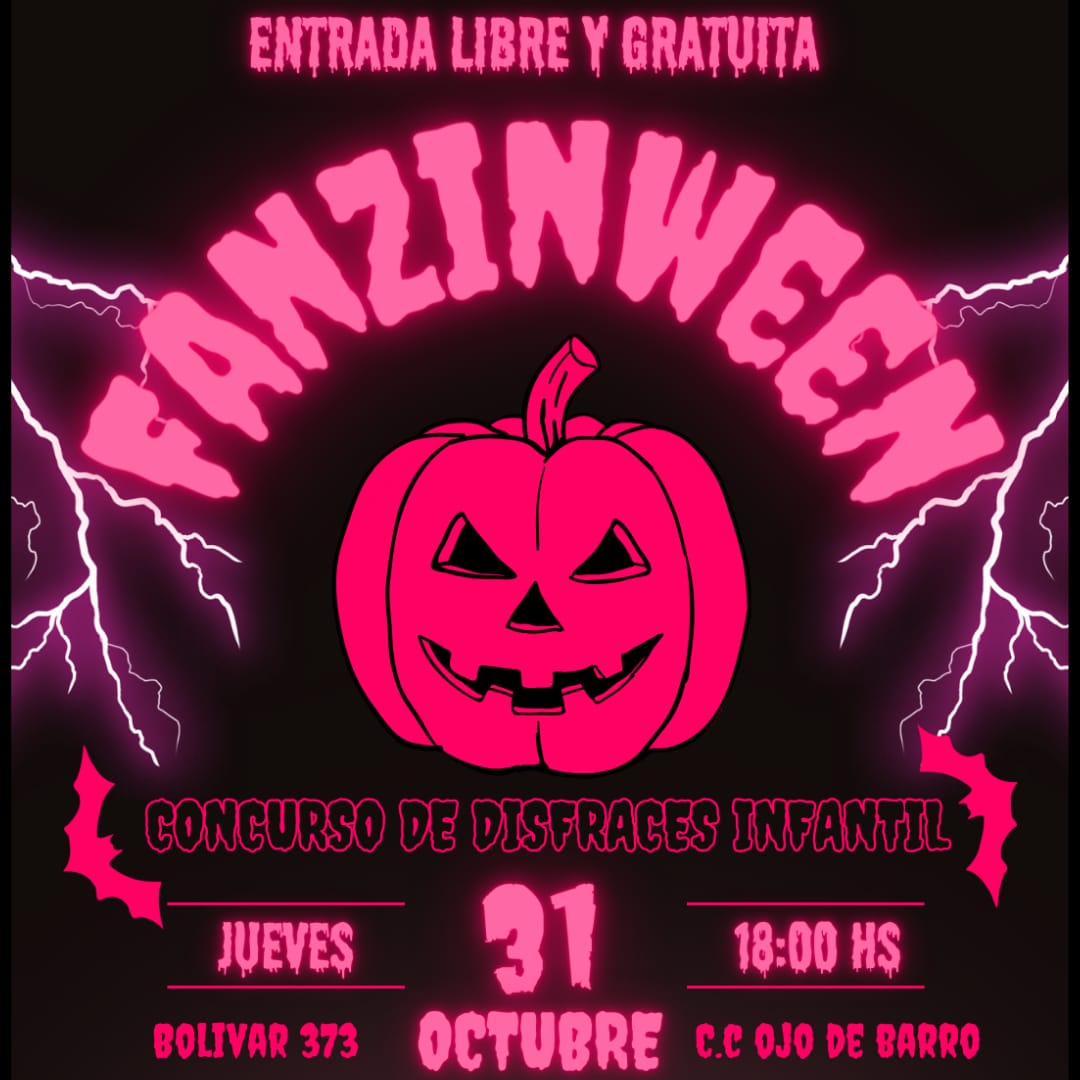 ENTRADA LIBRE Y GRATUITA
FANZINWEEN
CONCURSO DE DISFRACES INFANTIL
JUEVES
31
18:00 HS
BOLIVAR 373
OCTUBRE
C.C OJO DE BARRO